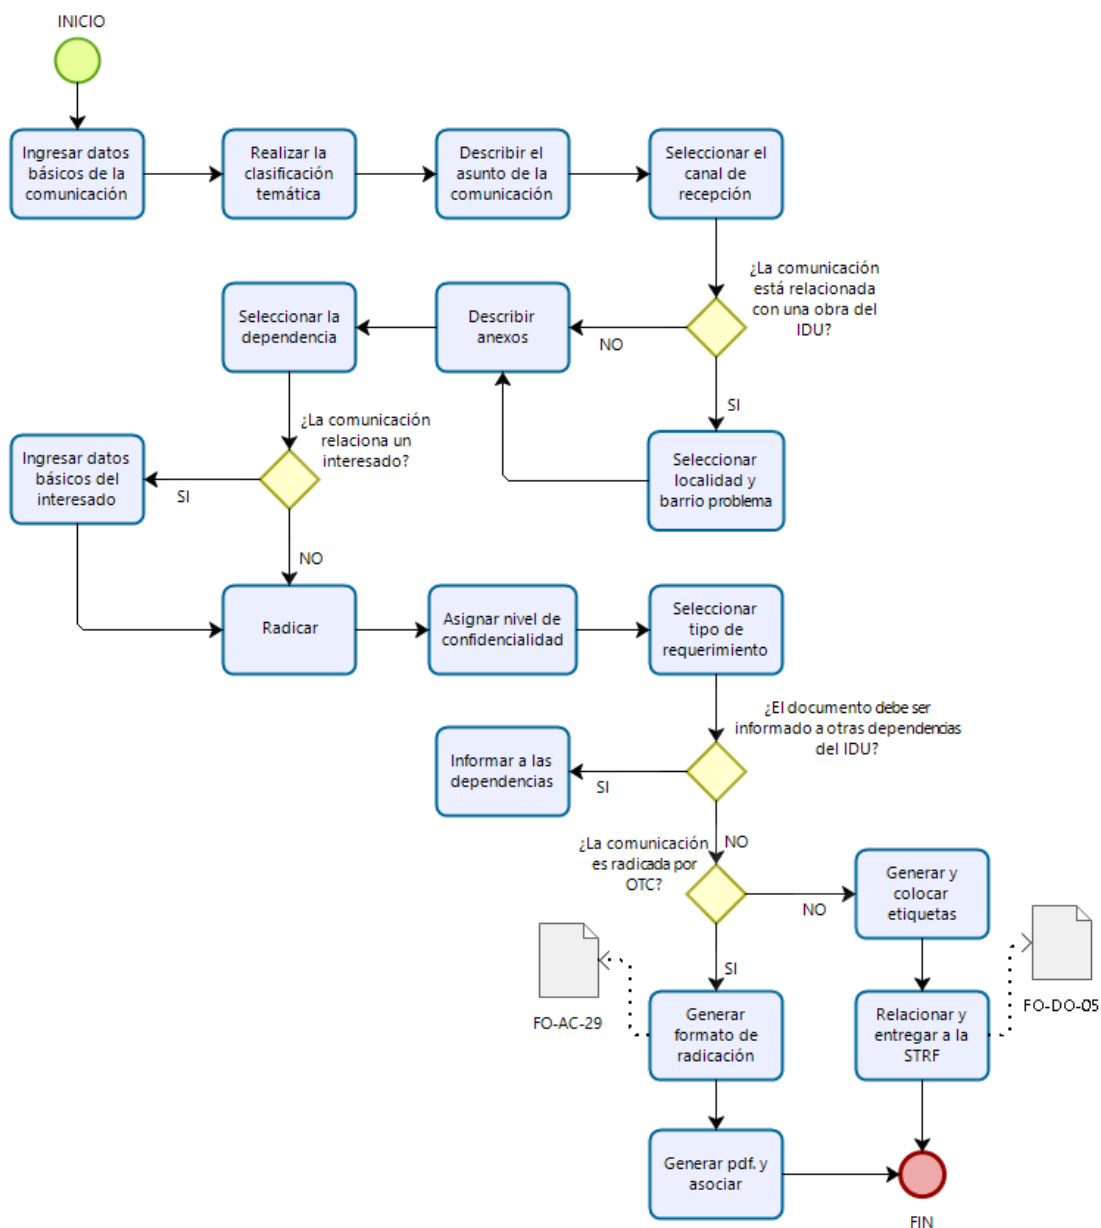 INICIO
Ingresar datos
básicos de la
comunicación
Realizar la
clasificación
temática
Describir el
asunto de la
comunicación
Seleccionar el
canal de
recepción
¿La comunicación
está relacionada
con una obra del
IDU?
NO
SI
Describir
anexos
Seleccionar la
dependencia
Seleccionar
localidad y
barrio problema
¿La comunicación
relaciona un
interesado?
SI
NO
Ingresar datos
básicos del
interesado
Radicar
Asignar nivel de
confidencialidad
Seleccionar
tipo de
requerimiento
¿El documento debe ser
informado a otras dependencias
del IDU?
SI
NO
Informar a las
dependencias
¿La comunicación
es radicada por
OTC?
NO
SI
Generar y
colocar
etiquetas
FO-AC-29
Generar
formato de
radicación
Relacionar y
entregar a la
STRF
FO-DO-05
Generar pdf. y
asociar
FIN